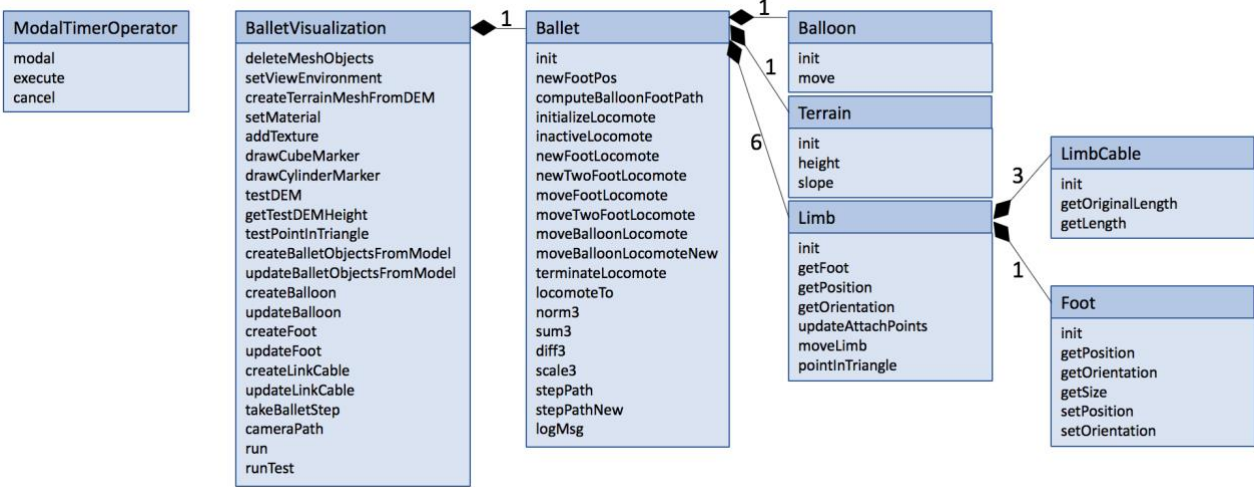 ModalTimerOperator
modal
execute
cancel
BalletVisualization
deleteMeshObjects
setViewEnvironment
createTerrainMeshFromDEM
setMaterial
addTexture
drawCubeMarker
drawCylinderMarker
testDEM
getTestDEMHeight
testPointInTriangle
createBalletObjectsFromModel
updateBalletObjectsFromModel
createBalloon
updateBalloon
createFoot
updateFoot
createLinkCable
updateLinkCable
takeBalletStep
cameraPath
run
runTest
1
Ballet
init
newFootPos
computeBalloonFootPath
initializeLocomote
inactiveLocomote
newFootLocomote
newTwoFootLocomote
moveFootLocomote
moveTwoFootLocomote
moveBalloonLocomote
moveBalloonLocomoteNew
terminateLocomote
locomoteTo
norm3
sum3
diff3
scale3
stepPath
stepPathNew
logMsg
1
1
6
Balloon
init
move
Terrain
init
height
slope
Limb
init
getFoot
getPosition
getOrientation
updateAttachPoints
moveLimb
pointInTriangle
3
1
LimbCable
init
getOriginalLength
getLength
Foot
init
getPosition
getOrientation
getSize
setPosition
setOrientation